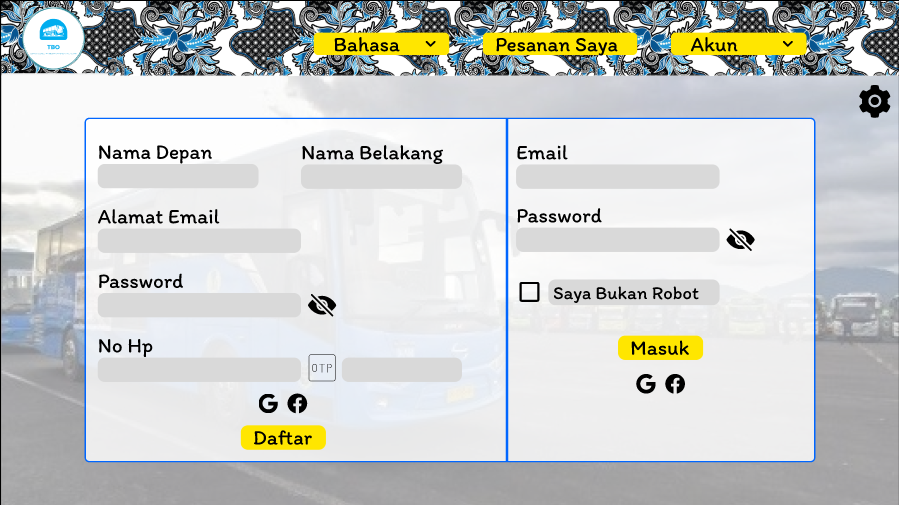 TBO
Bahasa
Pesanan Saya
Akun
Nama Depan
Nama Belakang
Alamat Email
Password
No Hp
OTP
Daftar
Email
Password
Saya Bukan Robot
Masuk